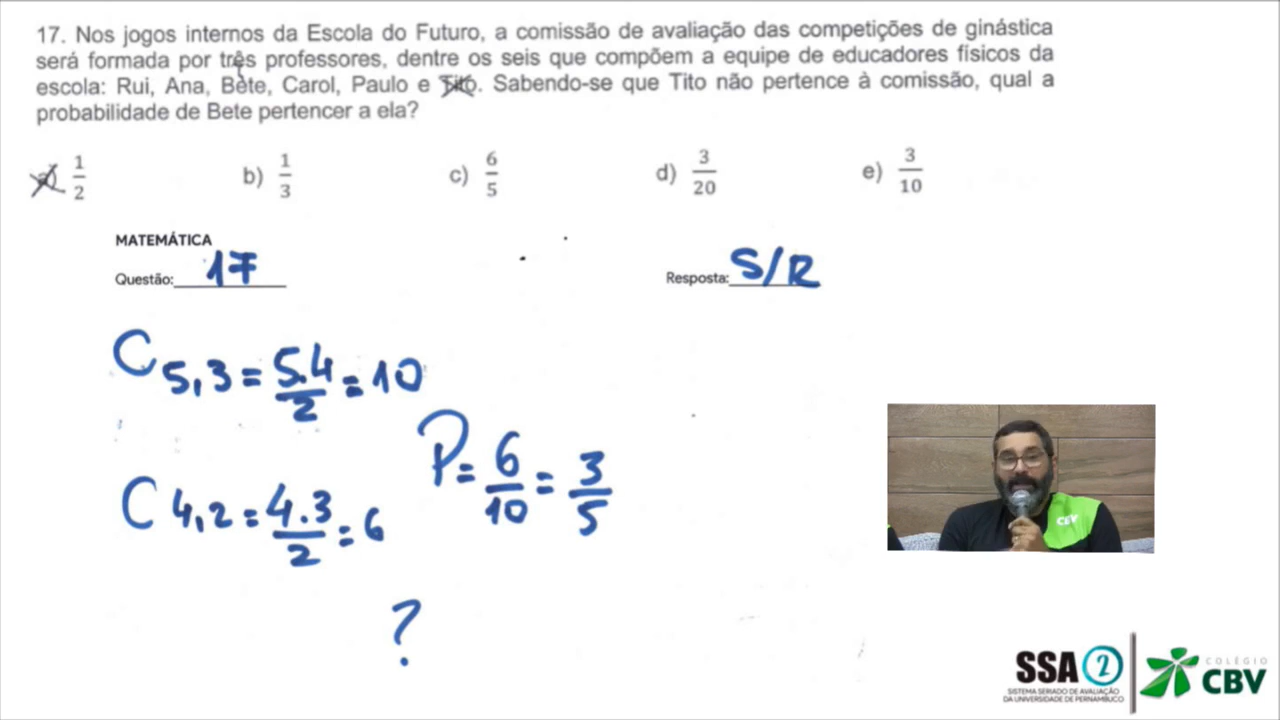 17. Nos jogos internos da Escola do Futuro, a comissão de avaliação das competições de ginástica
será formada por três professores, dentre os seis que compõem a equipe de educadores físicos da
escola: Rui, Ana, Bete, Carol, Paulo e Tito. Sabendo-se que Tito não pertence à comissão, qual a
probabilidade de Bete pertencer a ela?
a) 1/2 b) 1/3 c) 6/5 d) 3/20 e) 3/10
MATEMÁTICA
Questão: 17 Resposta: S/R
C5,3 = 5.4/2 = 10
P = 6/10 = 3/5
C4,2 = 4.3/2 = 6
?
CBV
SSA 2
SISTEMA SERIADO DE AVALIAÇÃO
DA UNIVERSIDADE DE PERNAMBUCO
COLÉGIO
CBV